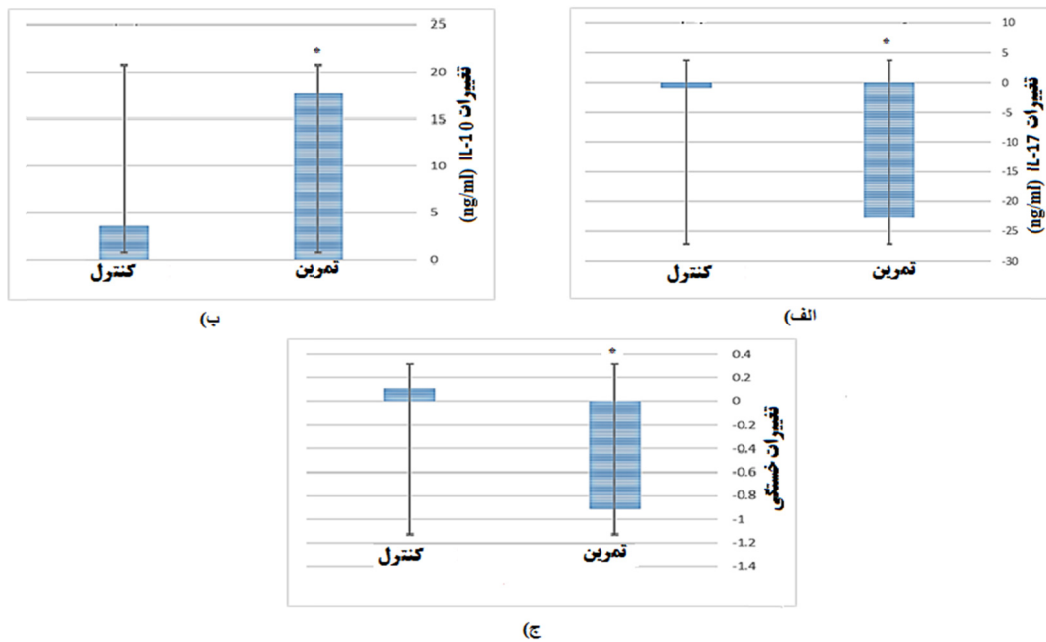 10
5
0
-5
-10
-15
-20
-25
-30
تغییرات IL-17 (ng/ml)
*
تمرین
کنترل
الف)
25
20
15
10
5
0
تغییرات IL-10 (ng/ml)
*
تمرین
کنترل
ب)
0.4
0.2
0
-0.2
-0.4
-0.6
-0.8
-1
-1.2
-1.4
تغییرات خستگی
*
تمرین
کنترل
ج)